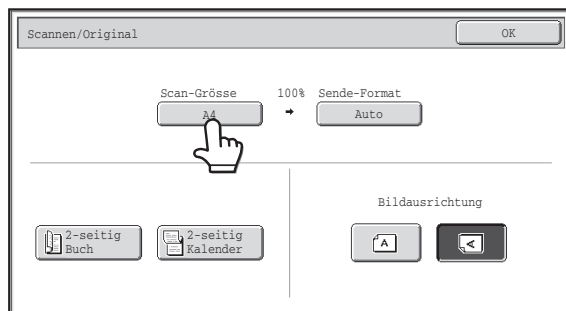 Scannen/Original
OK
Scan-Grösse 100% Sende-Format
A4 Auto
Bildausrichtung
2-seitig
Buch
2-seitig
Kalender
A
A